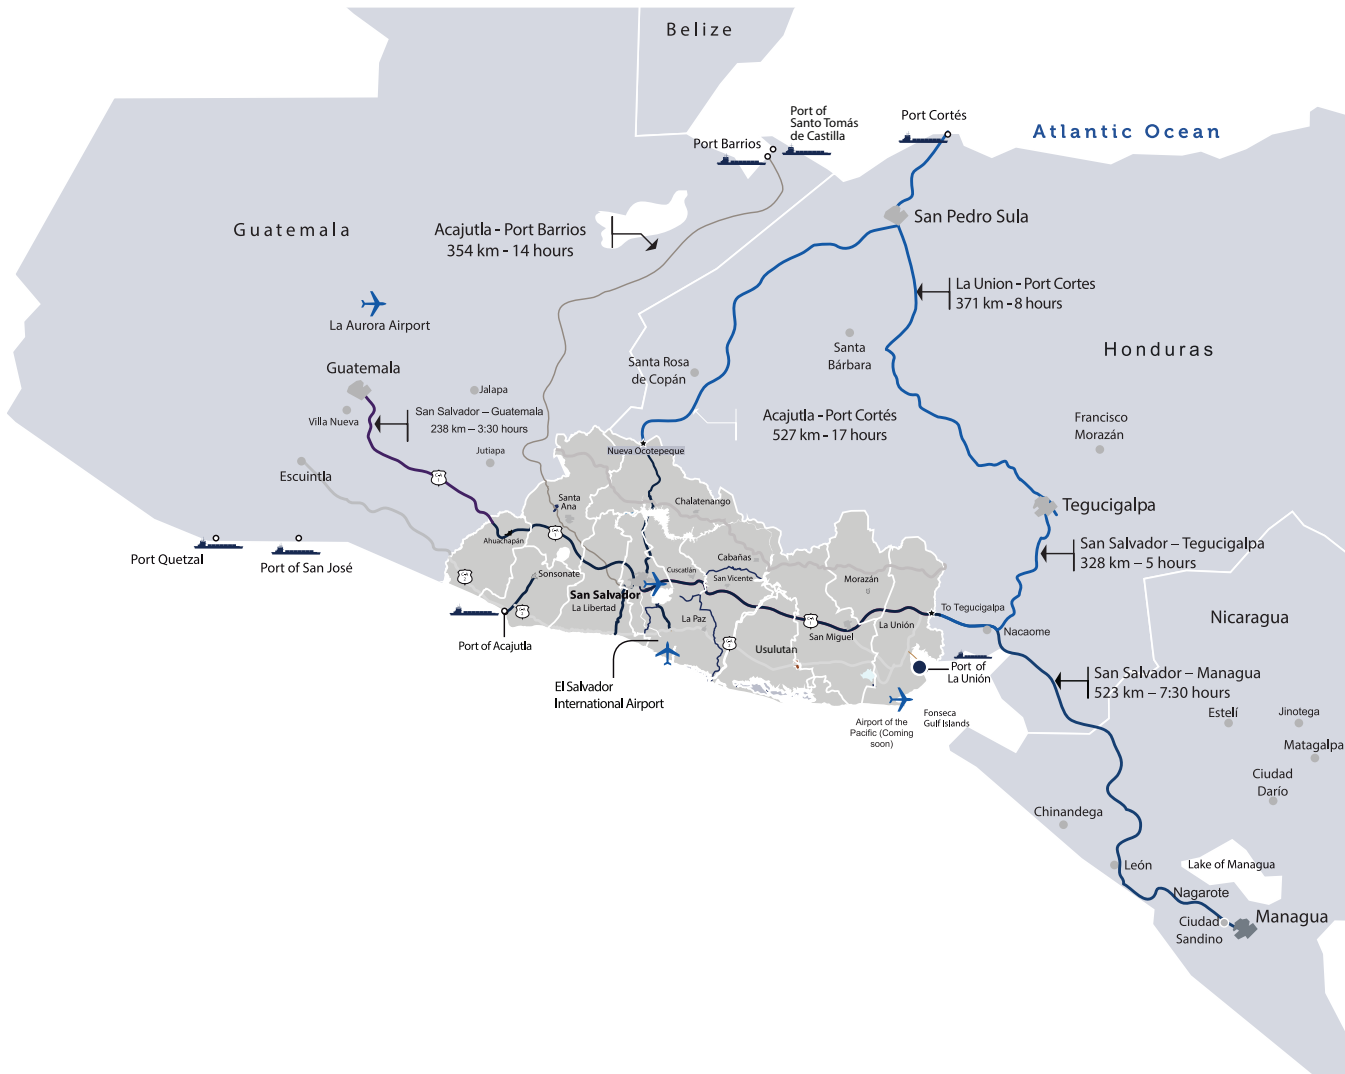 Belize
Port of
Santo Tomás
de Castilla
Port Cortés
Atlantic Ocean
Port Barrios
San Pedro Sula
Guatemala
Acajutla - Port Barrios
354 km - 14 hours
La Union - Port Cortes
371 km - 8 hours
La Aurora Airport
Santa
Bárbara
Honduras
Santa Rosa
de Copán
Guatemala
Jalapa
Villa Nueva
San Salvador – Guatemala
238 km – 3:30 hours
Acajutla - Port Cortés
527 km - 17 hours
Francisco
Morazán
Jutiapa
Nueva Ocotepeque
Escuintla
1
Santa
Ana
Chalatenango
Tegucigalpa
Ahuachapán
1
Port Quetzal
Port of San José
San Salvador – Tegucigalpa
328 km – 5 hours
Cabañas
Cuscatlán
San Vicente
Sonsonate
2
Morazán
San Salvador
La Libertad
To Tegucigalpa
Nicaragua
2
La Paz
1
La Unión
San Miguel
Nacaome
Port of Acajutla
2
Usulutan
Port of
La Unión
San Salvador – Managua
523 km – 7:30 hours
El Salvador
International Airport
Airport of the
Pacific (Coming
soon)
Fonseca
Gulf Islands
Estelí
Jinotega
Matagalpa
Ciudad
Darío
Chinandega
León
Lake of Managua
Nagarote
Ciudad
Sandino
Managua